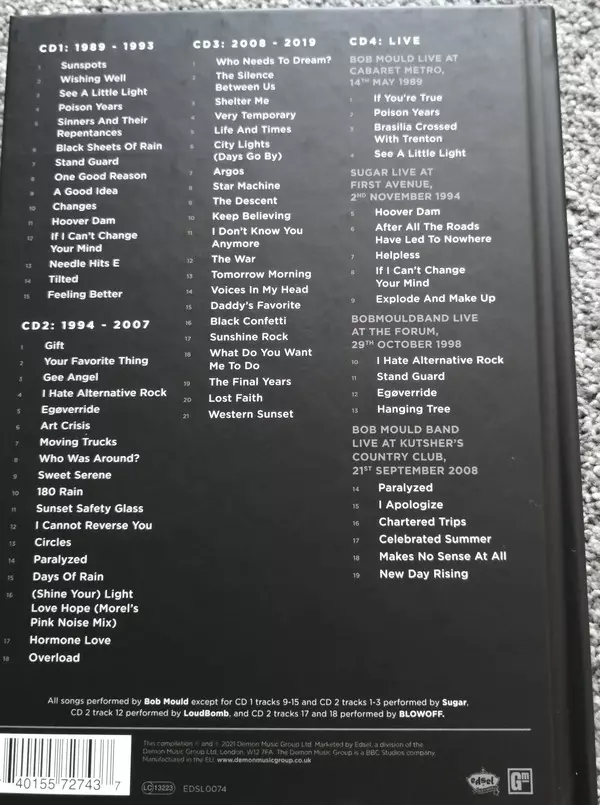 CD1: 1989 - 1993
1 Sunspots
2 Wishing Well
3 See A Little Light
4 Poison Years
5 Sinners And Their
Repentances
6 Black Sheets Of Rain
7 Stand Guard
8 One Good Reason
9 A Good Idea
10 Changes
11 Hoover Dam
12 If I Can't Change
Your Mind
13 Needle Hits E
14 Tilted
15 Feeling Better
CD2: 1994 - 2007
1 Gift
2 Your Favorite Thing
3 Gee Angel
4 I Hate Alternative Rock
5 Egøverride
6 Art Crisis
7 Moving Trucks
8 Who Was Around?
9 Sweet Serene
10 180 Rain
11 Sunset Safety Glass
12 I Cannot Reverse You
13 Circles
14 Paralyzed
15 Days Of Rain
16 (Shine Your) Light
Love Hope (Morel's
Pink Noise Mix)
17 Hormone Love
18 Overload
CD3: 2008 - 2019
1 Who Needs To Dream?
2 The Silence
Between Us
3 Shelter Me
4 Very Temporary
5 Life And Times
6 City Lights
(Days Go By)
7 Argos
8 Star Machine
9 The Descent
10 Keep Believing
11 I Don't Know You
Anymore
12 The War
13 Tomorrow Morning
14 Voices In My Head
15 Daddy's Favorite
16 Black Confetti
17 Sunshine Rock
18 What Do You Want
Me To Do
19 The Final Years
20 Lost Faith
21 Western Sunset
CD4: LIVE
BOB MOULD LIVE AT
CABARET METRO,
14TH MAY 1989
1 If You're True
2 Poison Years
3 Brasilia Crossed
With Trenton
4 See A Little Light
SUGAR LIVE AT
FIRST AVENUE,
2ND NOVEMBER 1994
5 Hoover Dam
6 After All The Roads
Have Led To Nowhere
7 Helpless
8 If I Can't Change
Your Mind
9 Explode And Make Up
BOBMOULDBAND LIVE
AT THE FORUM,
29TH OCTOBER 1998
10 I Hate Alternative Rock
11 Stand Guard
12 Egøverride
13 Hanging Tree
BOB MOULD BAND
LIVE AT KUTSHER'S
COUNTRY CLUB,
21ST SEPTEMBER 2008
14 Paralyzed
15 I Apologize
16 Chartered Trips
17 Celebrated Summer
18 Makes No Sense At All
19 New Day Rising
All songs performed by Bob Mould except for CD 1 tracks 9-15 and CD 2 tracks 1-3 performed by Sugar,
CD 2 track 12 performed by LoudBomb, and CD 2 tracks 17 and 18 performed by BLOWOFF.
This compilation ℗ and © 2021 Demon Music Group Ltd. Marketed by Edsel, a division of the
Demon Music Group Ltd, London, W12 7FA. The Demon Music Group is a BBC Studios company.
Manufactured in the EU. www.demonmusicgroup.co.uk
40155 72743 7
LC 13223
EDSL0074
edsel
Gm